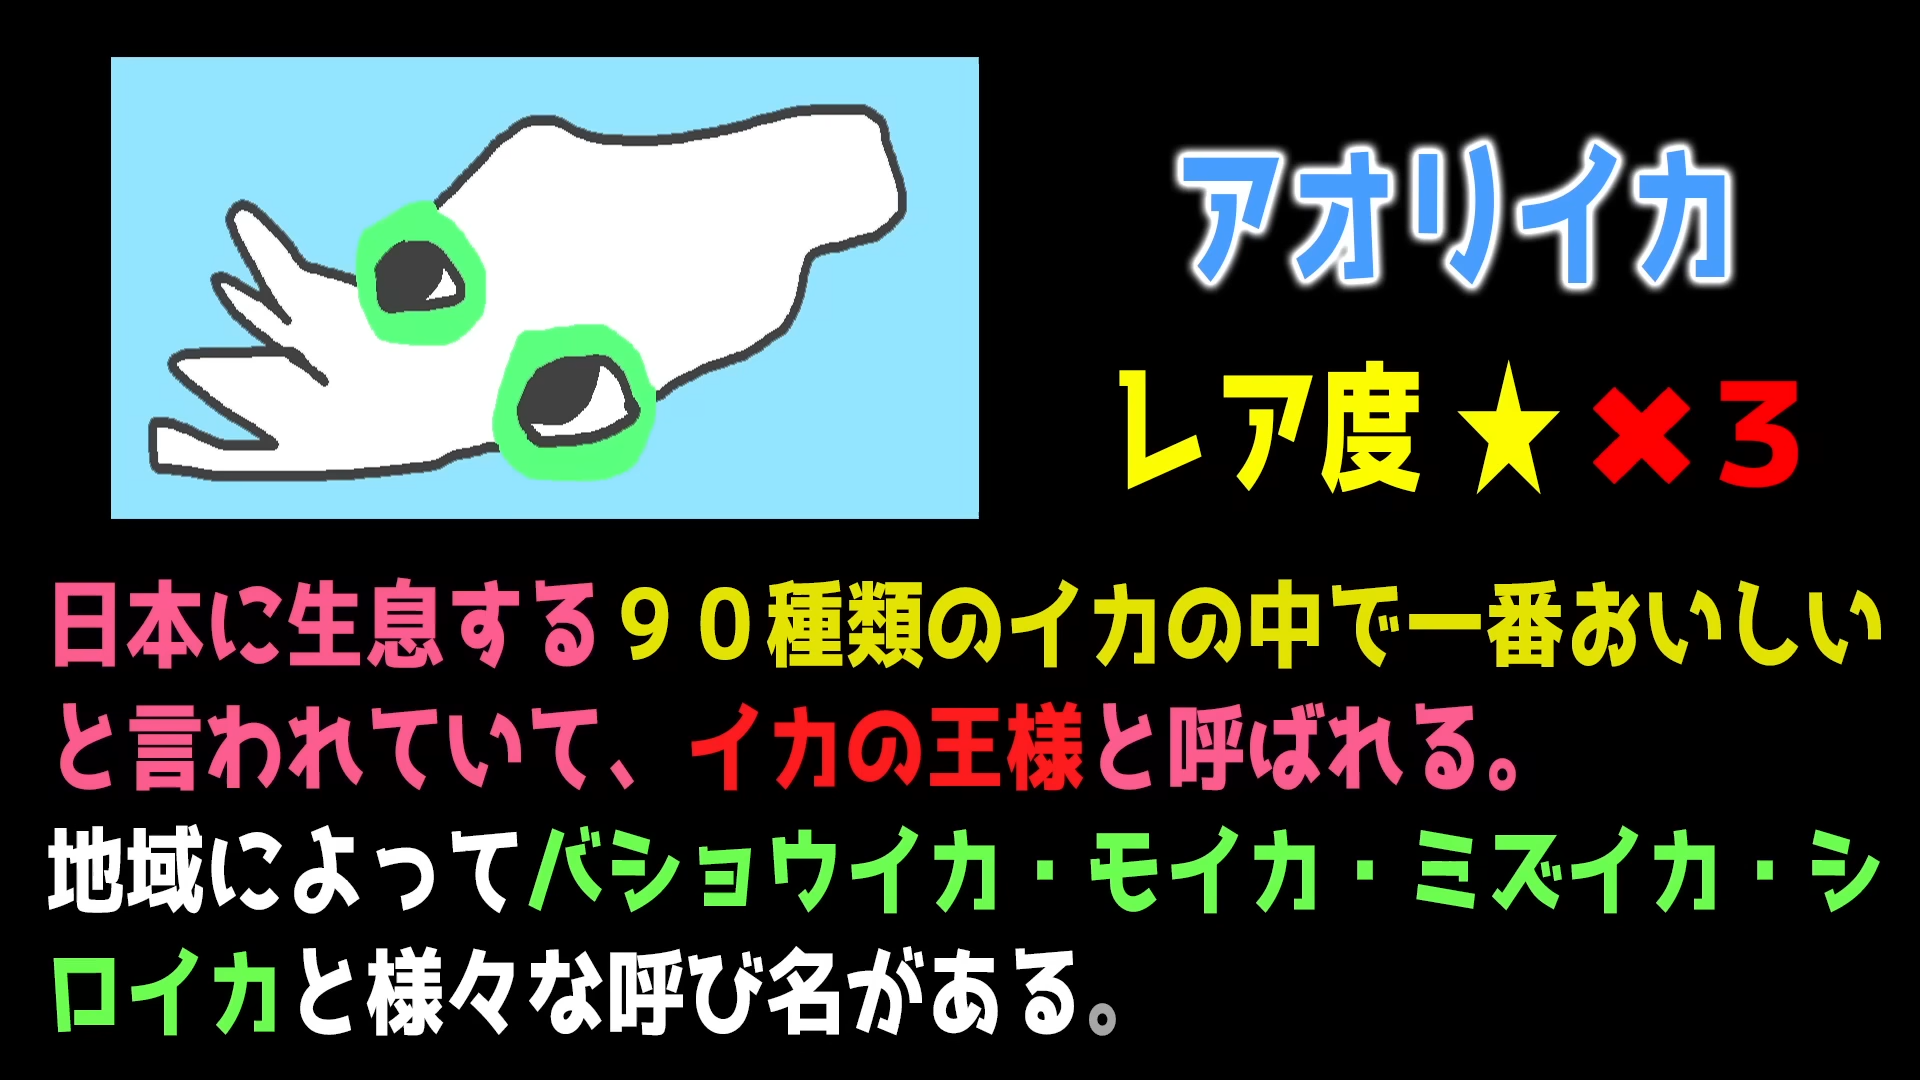 アオリイカ
レア度 ★✖3
日本に生息する９０種類のイカの中で一番おいしい
と言われていて、イカの王様と呼ばれる。
地域によってバショウイカ・モイカ・ミズイカ・シ
ロイカと様々な呼び名がある。